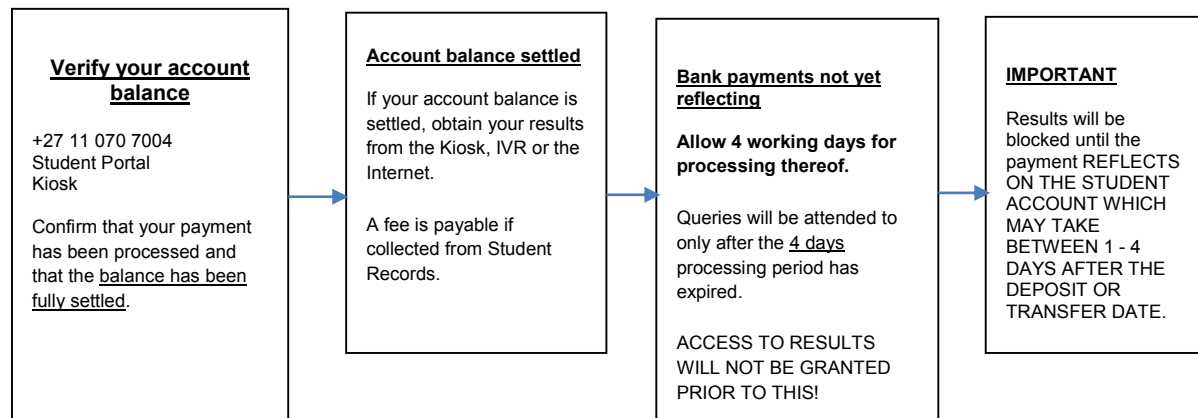 Verify your account
balance
+27 11 070 7004
Student Portal
Kiosk
Confirm that your payment
has been processed and
that the balance has been
fully settled.
Account balance settled
If your account balance is
settled, obtain your results
from the Kiosk, IVR or the
Internet.
A fee is payable if
collected from Student
Records.
Bank payments not yet
reflecting
Allow 4 working days for
processing thereof.
Queries will be attended to
only after the 4 days
processing period has
expired.
ACCESS TO RESULTS
WILL NOT BE GRANTED
PRIOR TO THIS!
IMPORTANT
Results will be
blocked until the
payment REFLECTS
ON THE STUDENT
ACCOUNT WHICH
MAY TAKE
BETWEEN 1 - 4
DAYS AFTER THE
DEPOSIT OR
TRANSFER DATE.